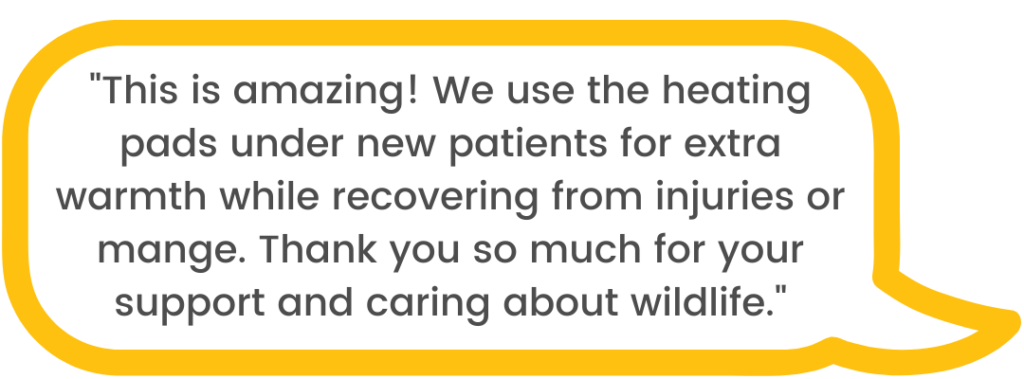 "This is amazing! We use the heating
pads under new patients for extra
warmth while recovering from injuries or
mange. Thank you so much for your
support and caring about wildlife."